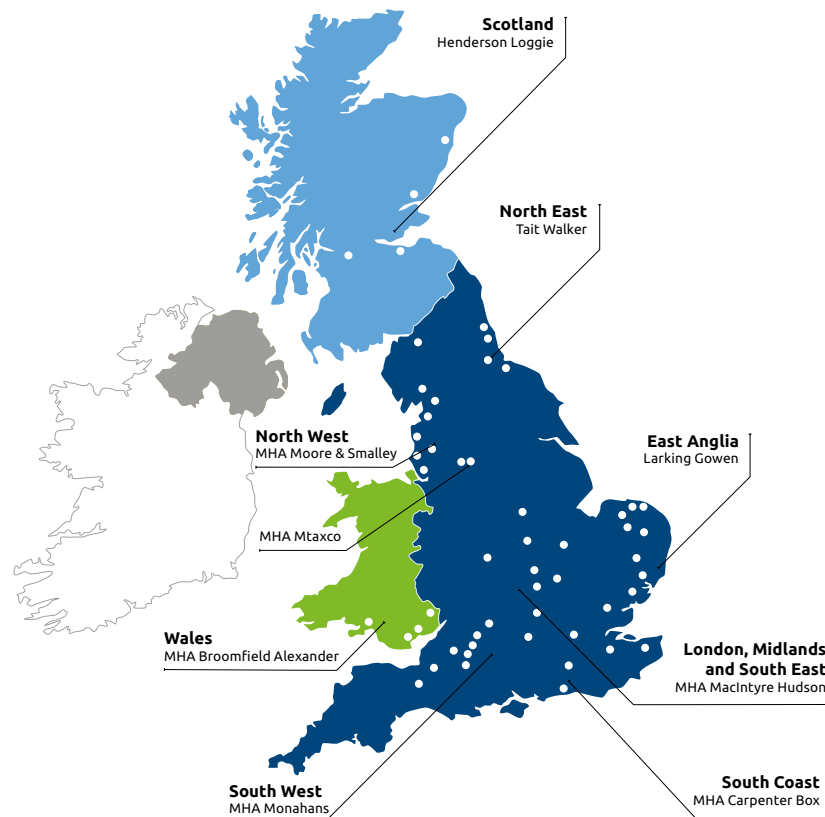 Scotland
Henderson Loggie
North East
Tait Walker
North West
MHA Moore & Smalley
East Anglia
Larking Gowen
MHA Mtaxco
Wales
MHA Broomfield Alexander
London, Midlands
and South East
MHA MacIntyre Hudson
South West
MHA Monahans
South Coast
MHA Carpenter Box